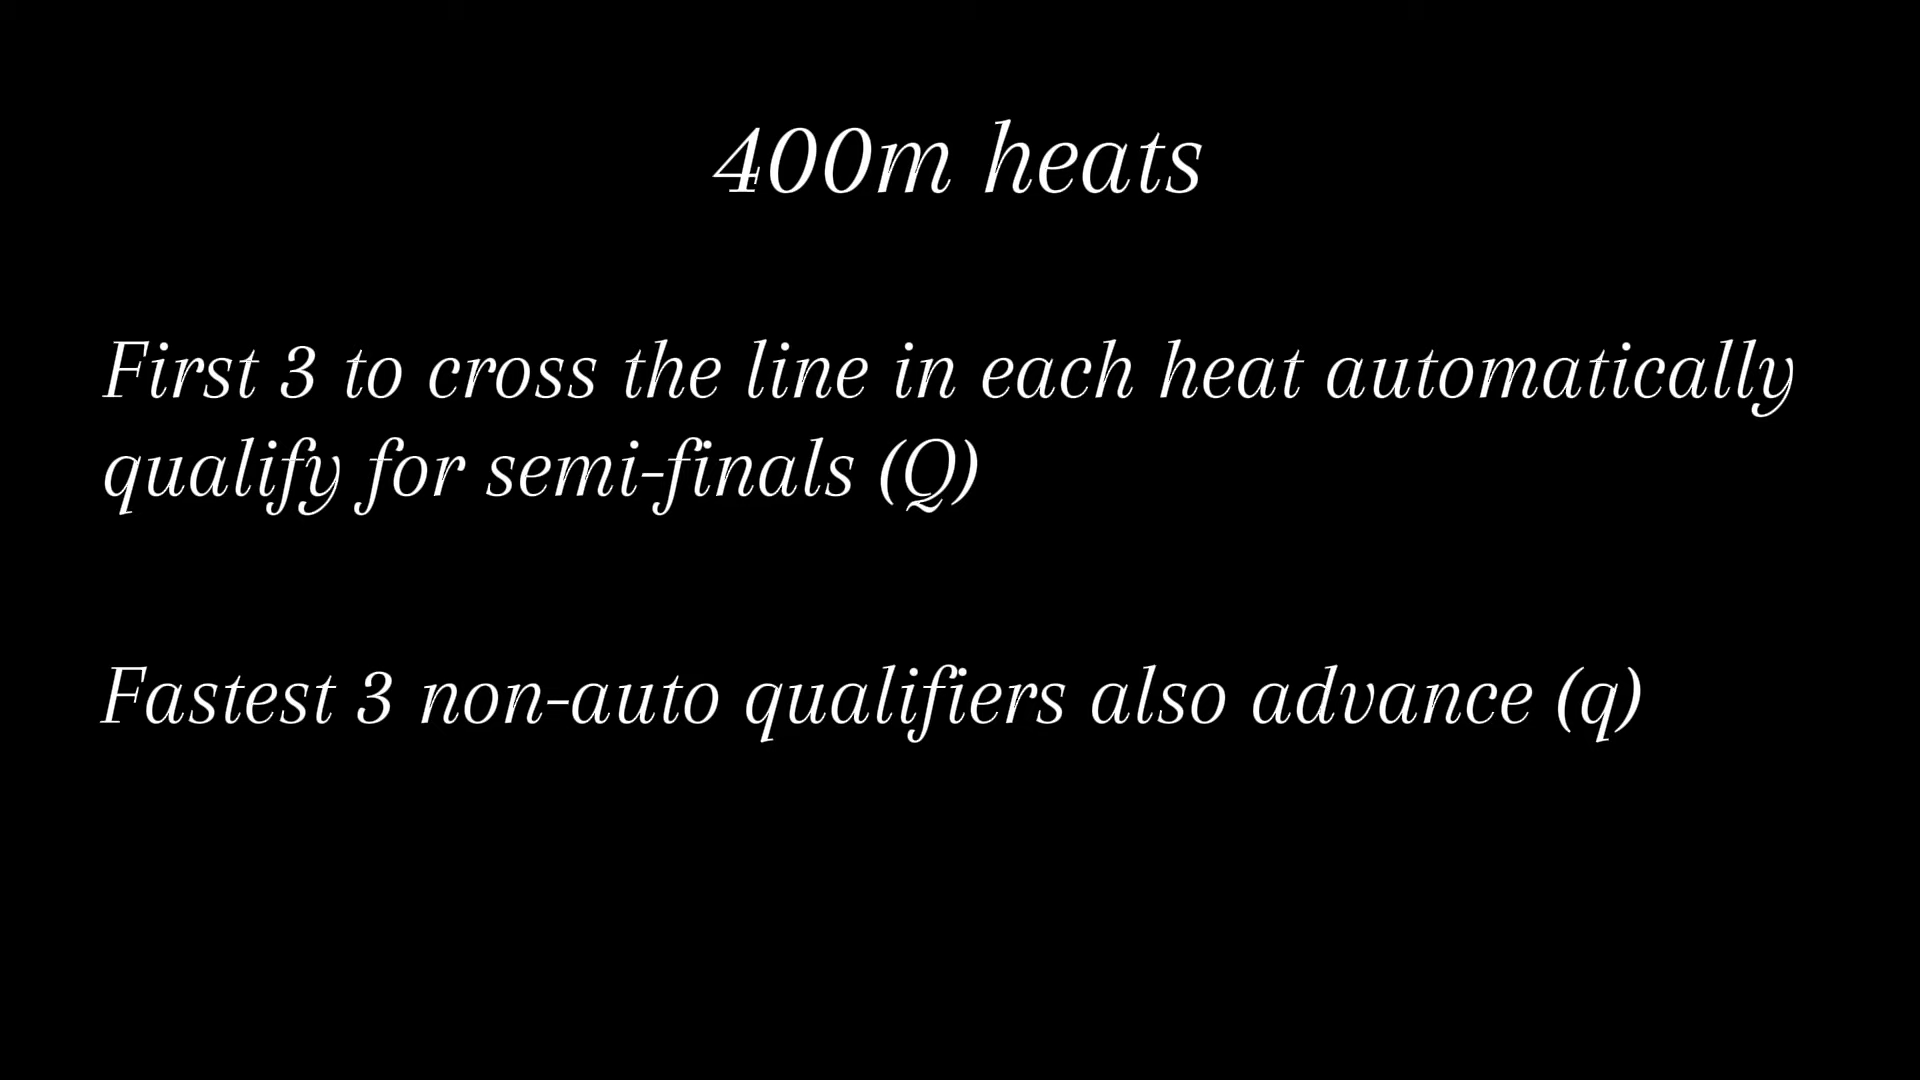 400m heats
First 3 to cross the line in each heat automatically
qualify for semi-finals (Q)
Fastest 3 non-auto qualifiers also advance (q)